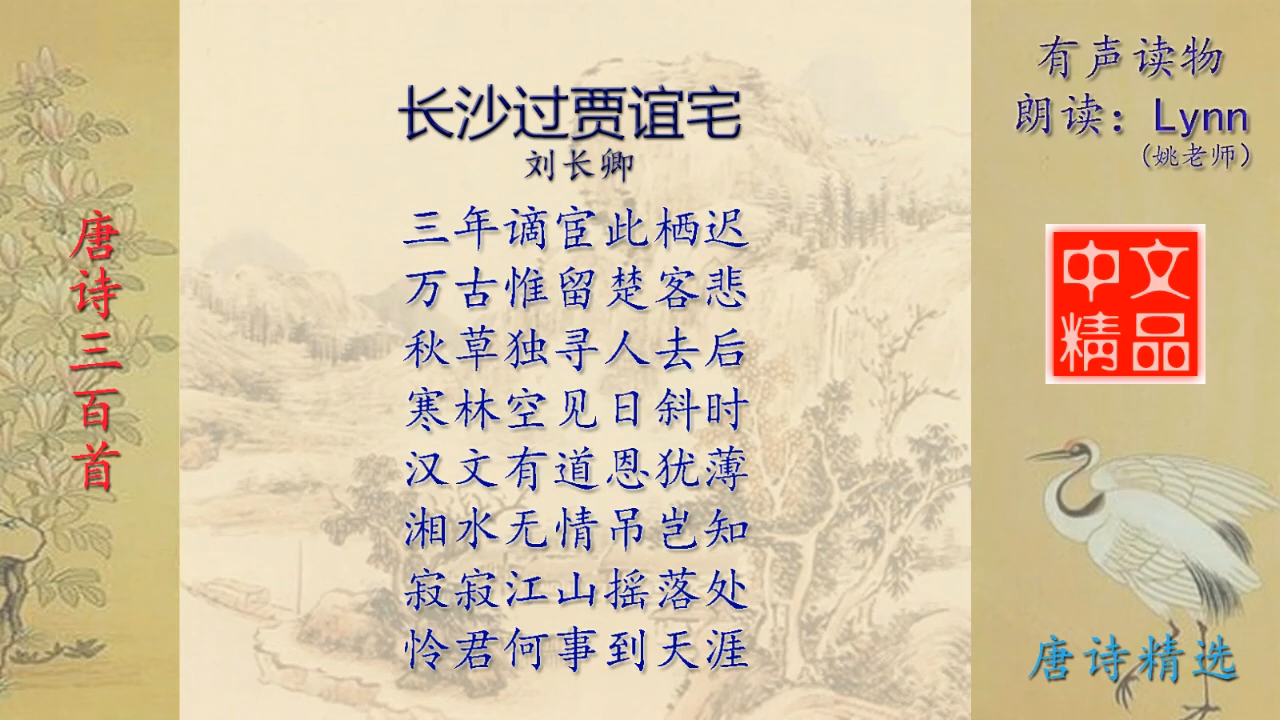 唐诗三百首
长沙过贾谊宅
刘长卿
三年谪宦此栖迟
万古惟留楚客悲
秋草独寻人去后
寒林空见日斜时
汉文有道恩犹薄
湘水无情吊岂知
寂寂江山摇落处
怜君何事到天涯
有声读物
朗读：Lynn
（姚老师）
中文
精品
唐诗精选